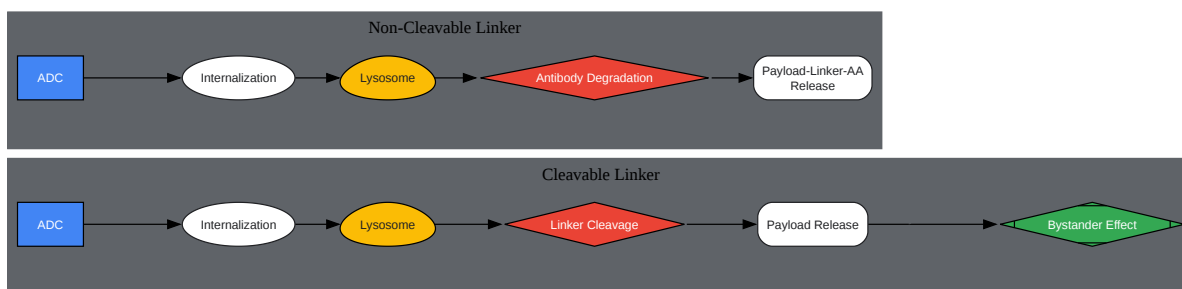 Non-Cleavable Linker
ADC
Internalization
Lysosome
Antibody Degradation
Payload-Linker-AA
Release
Cleavable Linker
ADC
Internalization
Lysosome
Linker Cleavage
Payload Release
Bystander Effect